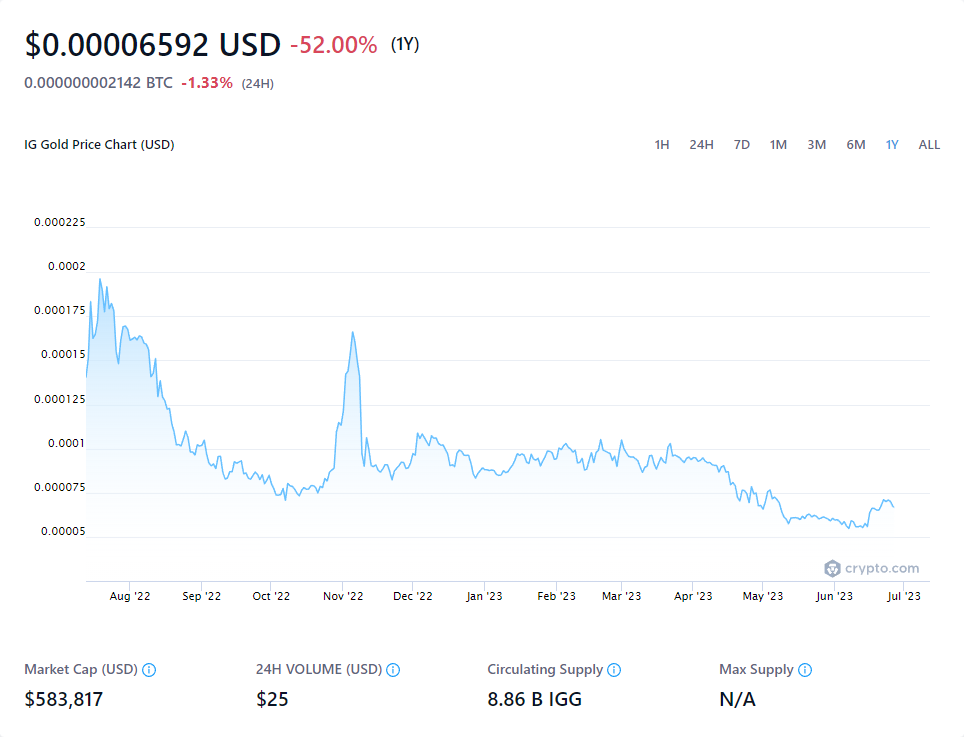 $0.00006592 USD -52.00% (1Y)
0.000000002142 BTC -1.33% (24H)
IG Gold Price Chart (USD) 1H 24H 7D 1M 3M 6M 1Y ALL
0.000225
0.0002
0.000175
0.00015
0.000125
0.0001
0.000075
0.00005
crypto.com
Aug '22 Sep '22 Oct '22 Nov '22 Dec '22 Jan '23 Feb '23 Mar '23 Apr '23 May '23 Jun '23 Jul '23
Market Cap (USD) 24H VOLUME (USD) Circulating Supply Max Supply
$583,817 $25 8.86 B IGG N/A